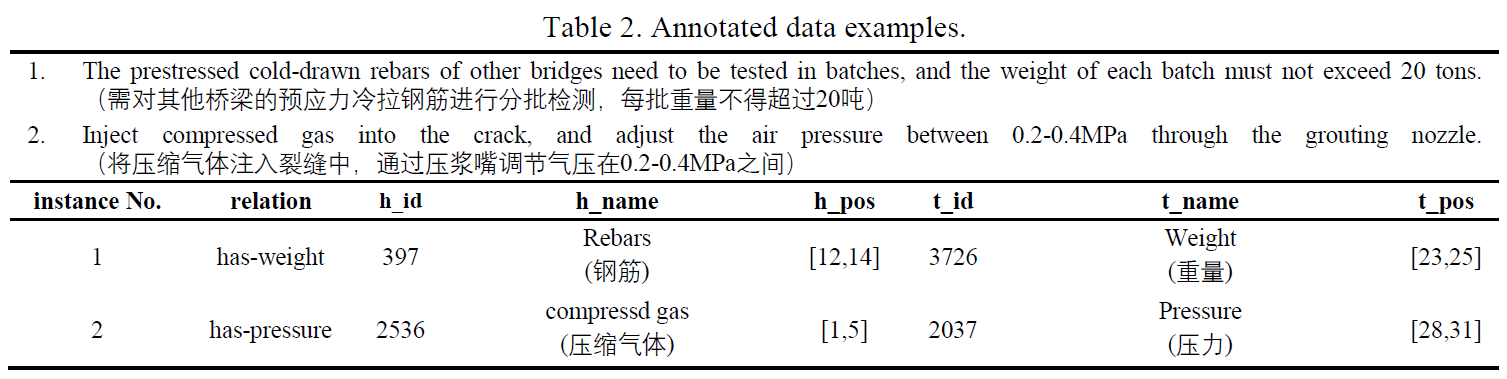 Table 2. Annotated data examples.
1. The prestressed cold-drawn rebars of other bridges need to be tested in batches, and the weight of each batch must not exceed 20 tons.
（需对其他桥梁的预应力冷拉钢筋进行分批检测，每批重量不得超过20吨）
2. Inject compressed gas into the crack, and adjust the air pressure between 0.2-0.4MPa through the grouting nozzle.
（将压缩气体注入裂缝中，通过压浆嘴调节气压在0.2-0.4MPa之间）
instance No. relation h_id h_name h_pos t_id t_name t_pos
1 has-weight 397 Rebars (钢筋) [12,14] 3726 Weight (重量) [23,25]
2 has-pressure 2536 compressd gas (压缩气体) [1,5] 2037 Pressure (压力) [28,31]